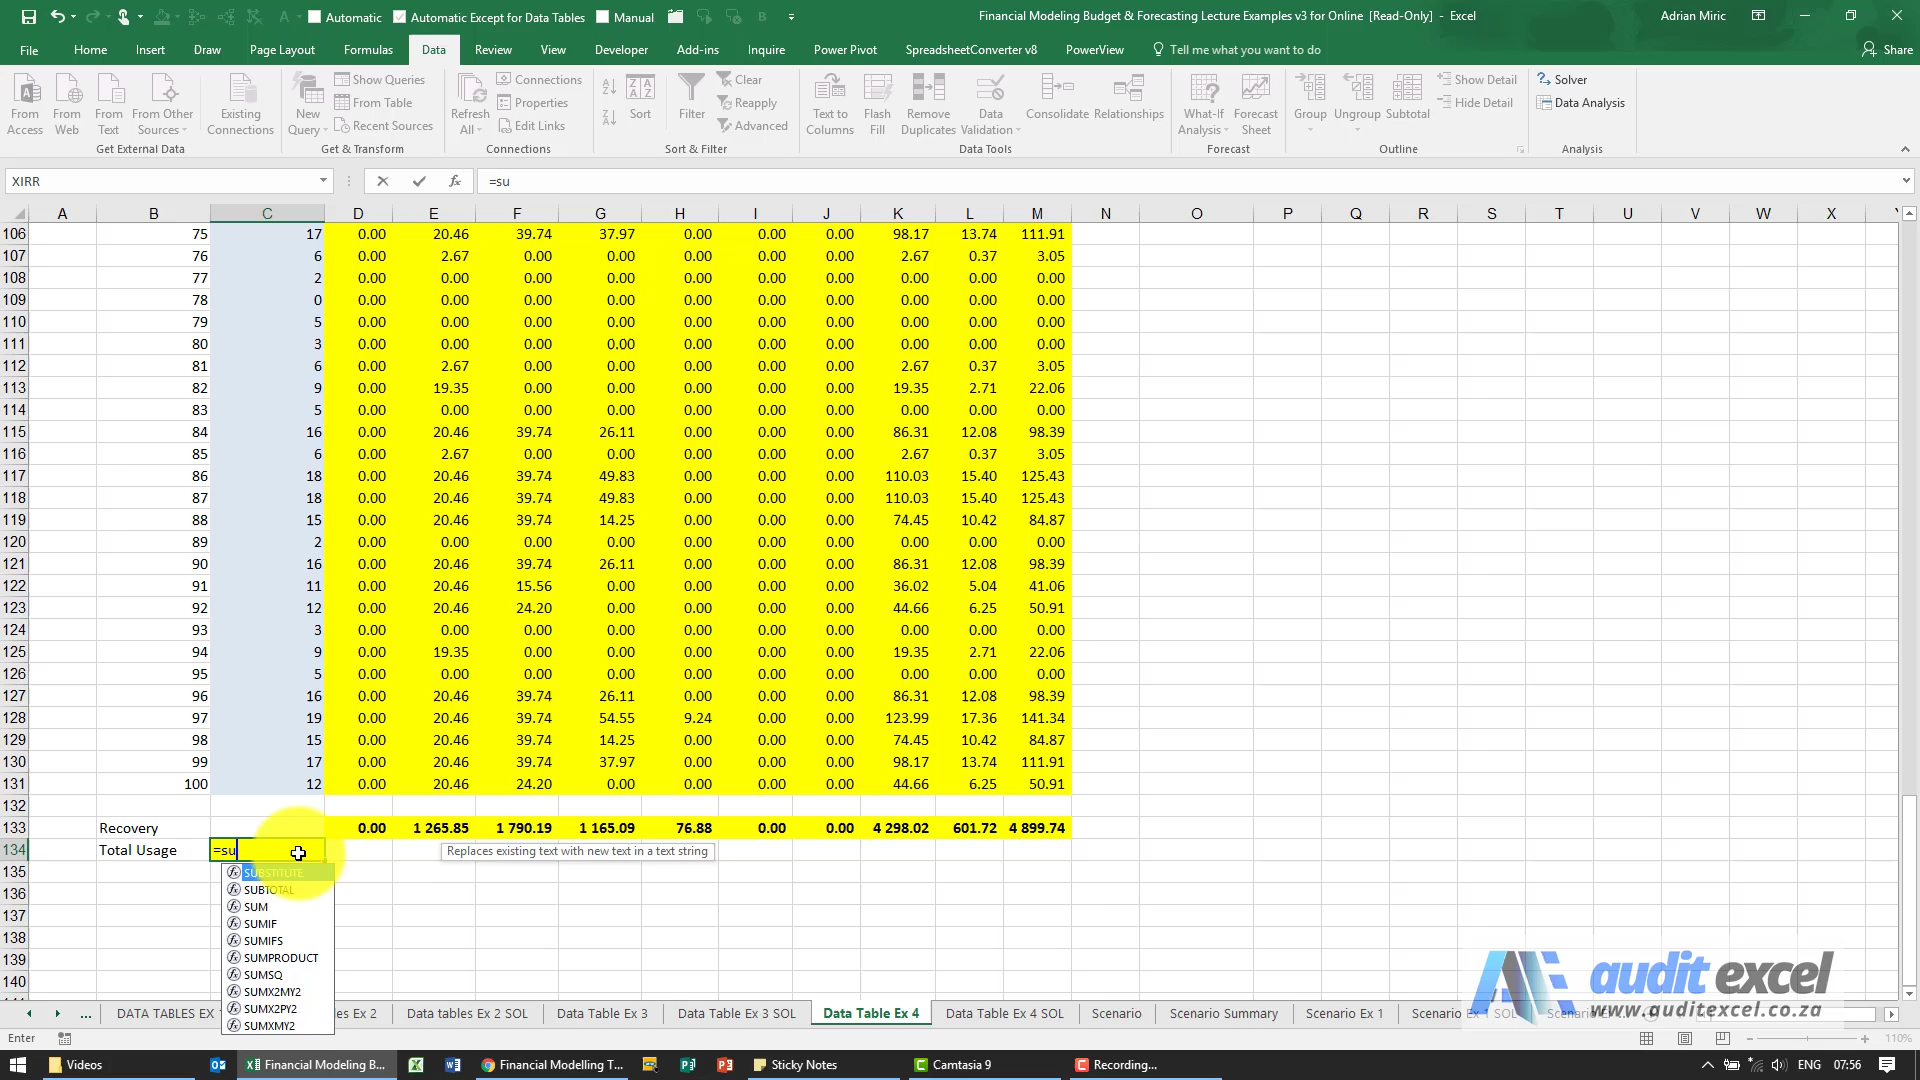 Automatic Automatic Except for Data Tables Manual Financial Modeling Budget & Forecasting Lecture Examples v3 for Online [Read-Only] - Excel Adrian Miric
File Home Insert Draw Page Layout Formulas Data Review View Developer Add-ins Inquire Power Pivot SpreadsheetConverter v8 PowerView Tell me what you want to do Share
From Access From Web From Text From Other Sources Existing Connections
New Query Show Queries From Table Recent Sources
Refresh All Connections Properties Edit Links
Sort Filter Clear Reapply Advanced
Text to Columns Flash Fill Remove Duplicates Data Validation Consolidate Relationships
What-If Analysis Forecast Sheet
Group Ungroup Subtotal Show Detail Hide Detail
Solver Data Analysis
Get External Data Get & Transform Connections Sort & Filter Data Tools Forecast Outline Analysis
XIRR =su
A B C D E F G H I J K L M N O P Q R S T U V W X
106 75 17 0.00 20.46 39.74 37.97 0.00 0.00 0.00 98.17 13.74 111.91
107 76 6 0.00 2.67 0.00 0.00 0.00 0.00 0.00 2.67 0.37 3.05
108 77 2 0.00 0.00 0.00 0.00 0.00 0.00 0.00 0.00 0.00 0.00
109 78 0 0.00 0.00 0.00 0.00 0.00 0.00 0.00 0.00 0.00 0.00
110 79 5 0.00 0.00 0.00 0.00 0.00 0.00 0.00 0.00 0.00 0.00
111 80 3 0.00 0.00 0.00 0.00 0.00 0.00 0.00 0.00 0.00 0.00
112 81 6 0.00 2.67 0.00 0.00 0.00 0.00 0.00 2.67 0.37 3.05
113 82 9 0.00 19.35 0.00 0.00 0.00 0.00 0.00 19.35 2.71 22.06
114 83 5 0.00 0.00 0.00 0.00 0.00 0.00 0.00 0.00 0.00 0.00
115 84 16 0.00 20.46 39.74 26.11 0.00 0.00 0.00 86.31 12.08 98.39
116 85 6 0.00 2.67 0.00 0.00 0.00 0.00 0.00 2.67 0.37 3.05
117 86 18 0.00 20.46 39.74 49.83 0.00 0.00 0.00 110.03 15.40 125.43
118 87 18 0.00 20.46 39.74 49.83 0.00 0.00 0.00 110.03 15.40 125.43
119 88 15 0.00 20.46 39.74 14.25 0.00 0.00 0.00 74.45 10.42 84.87
120 89 2 0.00 0.00 0.00 0.00 0.00 0.00 0.00 0.00 0.00 0.00
121 90 16 0.00 20.46 39.74 26.11 0.00 0.00 0.00 86.31 12.08 98.39
122 91 11 0.00 20.46 15.56 0.00 0.00 0.00 0.00 36.02 5.04 41.06
123 92 12 0.00 20.46 24.20 0.00 0.00 0.00 0.00 44.66 6.25 50.91
124 93 3 0.00 0.00 0.00 0.00 0.00 0.00 0.00 0.00 0.00 0.00
125 94 9 0.00 19.35 0.00 0.00 0.00 0.00 0.00 19.35 2.71 22.06
126 95 5 0.00 0.00 0.00 0.00 0.00 0.00 0.00 0.00 0.00 0.00
127 96 16 0.00 20.46 39.74 26.11 0.00 0.00 0.00 86.31 12.08 98.39
128 97 19 0.00 20.46 39.74 54.55 9.24 0.00 0.00 123.99 17.36 141.34
129 98 15 0.00 20.46 39.74 14.25 0.00 0.00 0.00 74.45 10.42 84.87
130 99 17 0.00 20.46 39.74 37.97 0.00 0.00 0.00 98.17 13.74 111.91
131 100 12 0.00 20.46 24.20 0.00 0.00 0.00 0.00 44.66 6.25 50.91
132
133 Recovery 0.00 1 265.85 1 790.19 1 165.09 76.88 0.00 0.00 4 298.02 601.72 4 899.74
134 Total Usage =su Replaces existing text with new text in a text string
135 SUBSTITUTE
SUBTOTAL
136 SUM
137 SUMIF
SUMIFS
138 SUMPRODUCT
139 SUMSQ
SUMX2MY2
140 SUMX2PY2
SUMXMY2
audit excel
www.auditexcel.co.za
... DATA TABLES EX les Ex 2 Data tables Ex 2 SOL Data Table Ex 3 Data Table Ex 3 SOL Data Table Ex 4 Data Table Ex 4 SOL Scenario Scenario Summary Scenario Ex 1 Scenario
Enter 110%
Videos Financial Modeling B... Financial Modelling T... Sticky Notes Camtasia 9 Recording... ENG 07:56